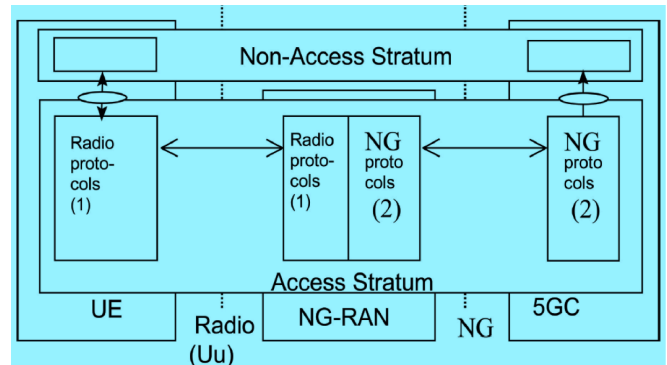 Non-Access Stratum
Radio
proto-
cols
(1)
Radio
proto-
cols
(1)
NG
proto
cols
(2)
NG
proto
cols
(2)
Access Stratum
UE
Radio
(Uu)
NG-RAN
NG
5GC